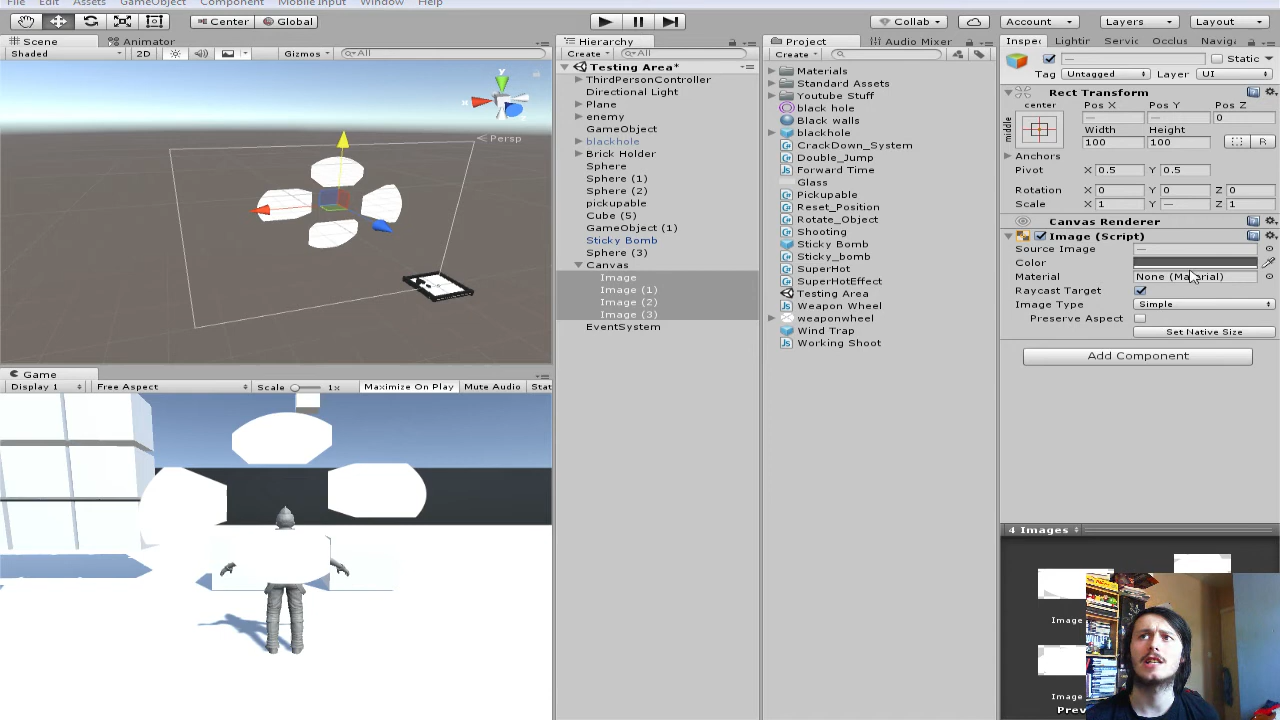 File Edit Assets GameObject Component Mobile Input Window Help
Center Global Collab Account Layers Layout
Scene Animator
Shaded 2D Gizmos All
y
x
Persp
Game
Display 1 Free Aspect Scale 1x Maximize On Play Mute Audio Stat
Hierarchy
Create All
Testing Area*
ThirdPersonController
Directional Light
Plane
enemy
GameObject
blackhole
Brick Holder
Sphere
Sphere (1)
Sphere (2)
pickupable
Cube (5)
GameObject (1)
Sticky Bomb
Sphere (3)
Canvas
Image
Image (1)
Image (2)
Image (3)
EventSystem
Project Audio Mixer
Create
Materials
Standard Assets
Youtube Stuff
black hole
Black walls
blackhole
CrackDown_System
Double_Jump
Forward Time
Glass
Pickupable
Reset_Position
Rotate_Object
Shooting
Sticky Bomb
Sticky_bomb
SuperHot
SuperHotEffect
Testing Area
Weapon Wheel
weaponwheel
Wind Trap
Working Shoot
Inspec Lightin Servic Occlus Naviga
— Static
Tag Untagged Layer UI
Rect Transform
center Pos X Pos Y Pos Z
middle — — 0
Width Height
100 100 R
Anchors
Pivot X 0.5 Y 0.5
Rotation X 0 Y 0 Z 0
Scale X 1 Y — Z 1
Canvas Renderer
Image (Script)
Source Image —
Color
Material None (Material)
Raycast Target
Image Type Simple
Preserve Aspect
Set Native Size
Add Component
4 Images
Image
Image
Prev